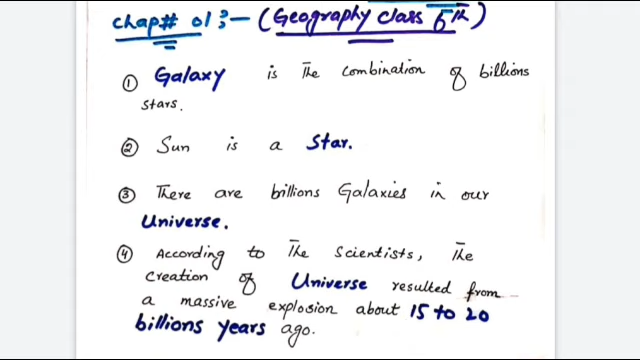 Chap# 01:- (Geography class 6th)
① Galaxy is the combination of billions
stars.
② Sun is a Star.
③ There are billions Galaxies in our
Universe.
④ According to the Scientists, The
creation of Universe resulted from
a massive explosion about 15 to 20
billions years ago.